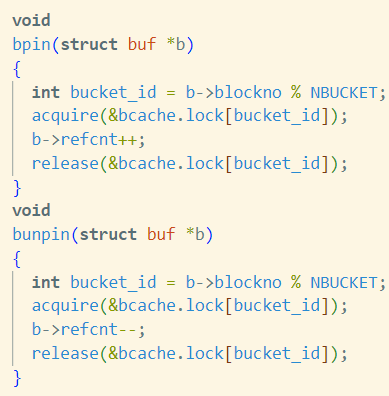 void
bpin(struct buf *b)
{
  int bucket_id = b->blockno % NBUCKET;
  acquire(&bcache.lock[bucket_id]);
  b->refcnt++;
  release(&bcache.lock[bucket_id]);
}
void
bunpin(struct buf *b)
{
  int bucket_id = b->blockno % NBUCKET;
  acquire(&bcache.lock[bucket_id]);
  b->refcnt--;
  release(&bcache.lock[bucket_id]);
}